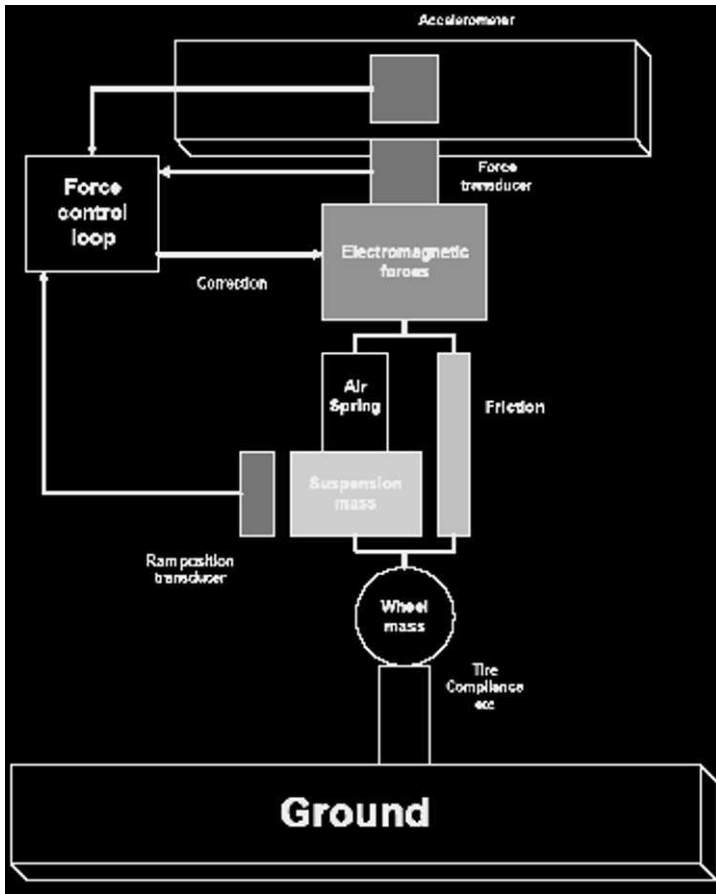 Accelerometer
Force
transducer
Force
control
loop
Electromagnetic
forces
Correction
Air
Spring
Friction
Suspension
mass
Ram position
transducer
Wheel
mass
Tire
Compliance
etc
Ground